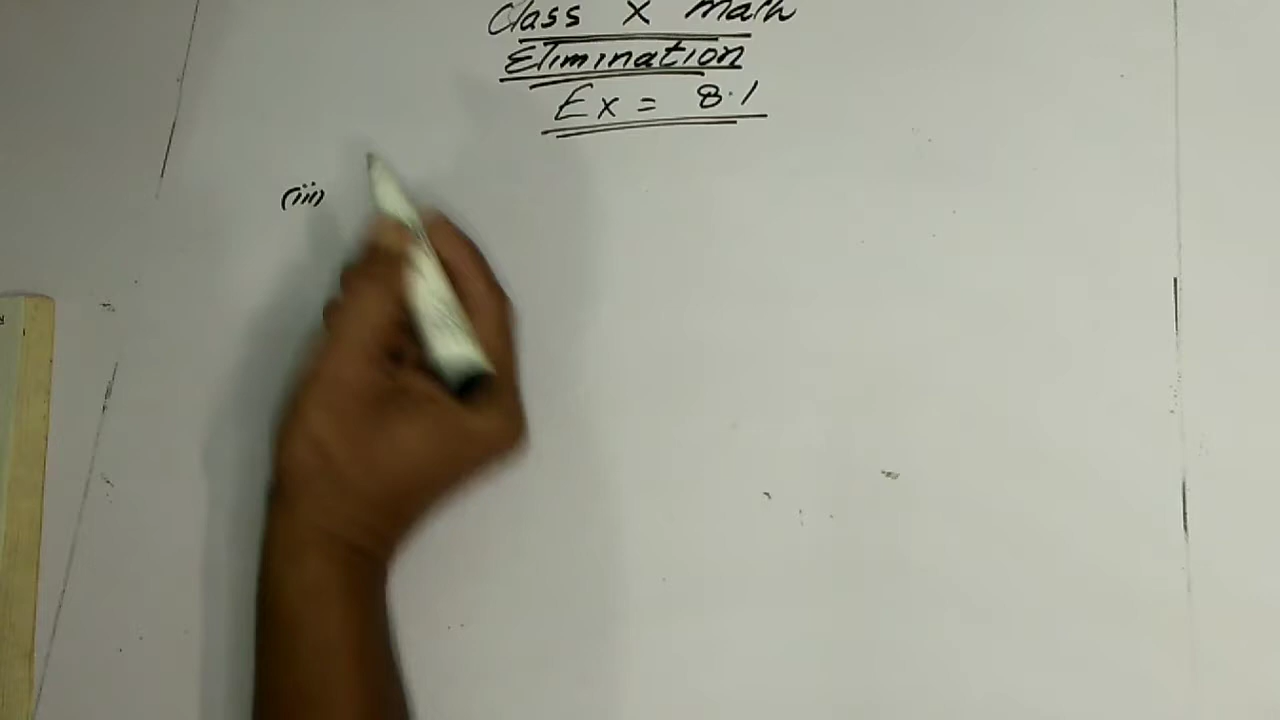 Class X Math
Elimination
Ex = 8.1
(iii)